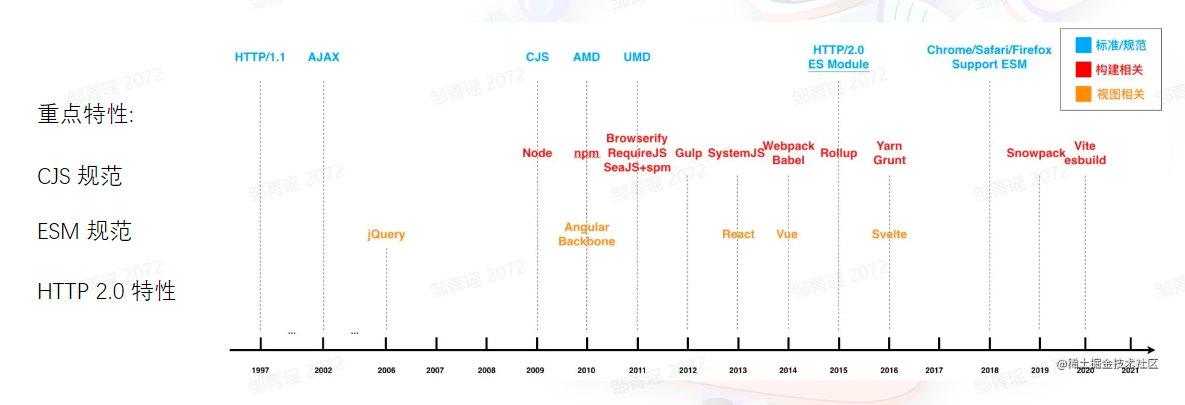 重点特性:
CJS 规范
ESM 规范
HTTP 2.0 特性
HTTP/1.1
AJAX
CJS
AMD
UMD
HTTP/2.0
ES Module
Chrome/Safari/Firefox
Support ESM
标准/规范
构建相关
视图相关
Node
npm
Browserify
RequireJS
SeaJS+spm
Gulp
SystemJS
Webpack
Babel
Rollup
Yarn
Grunt
Snowpack
Vite
esbuild
jQuery
Angular
Backbone
React
Vue
Svelte
...
...
1997
2002
2006
2007
2008
2009
2010
2011
2012
2013
2014
2015
2016
2017
2018
2019
2020
2021
@稀土掘金技术社区
邹菁瑶 2072